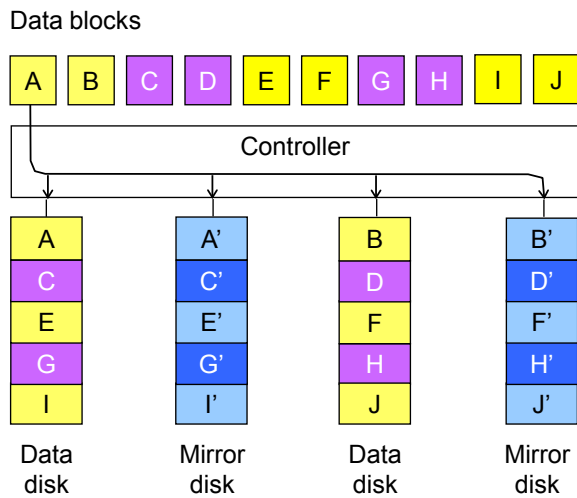 Data blocks
A B C D E F G H I J
Controller
A A’ B B’
C C’ D D’
E E’ F F’
G G’ H H’
I I’ J J’
Data Mirror Data Mirror
disk disk disk disk